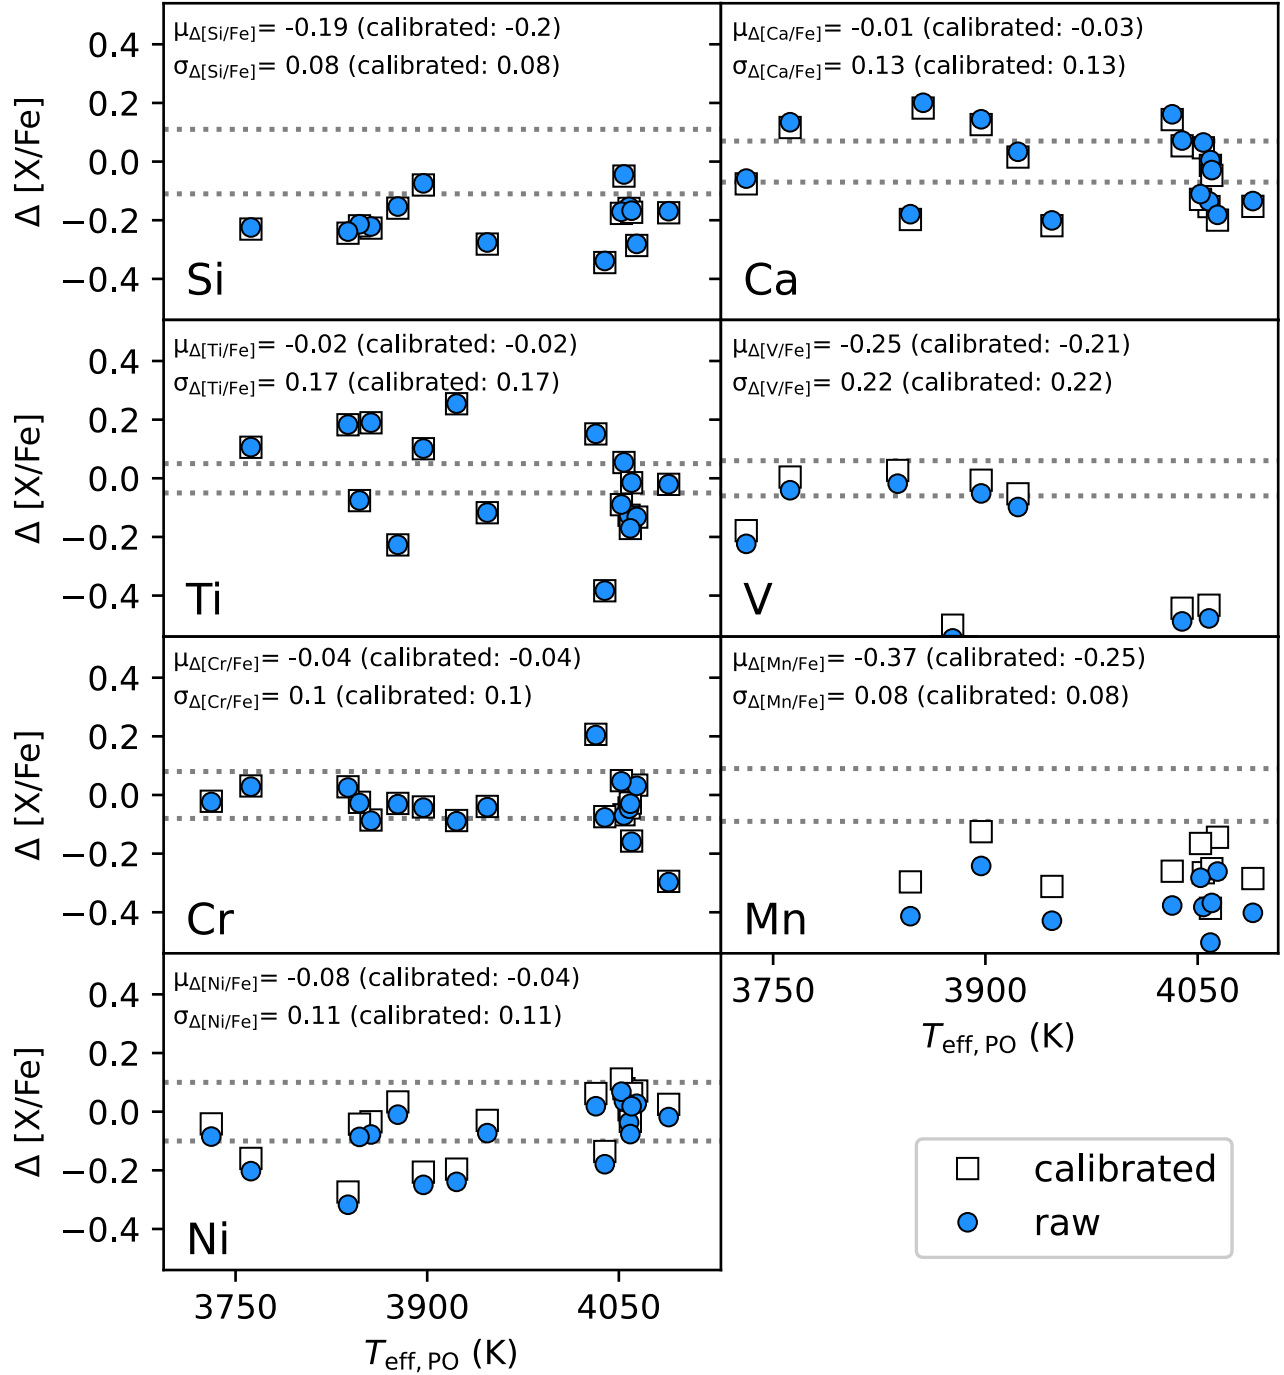 μΔ[Si/Fe]= -0.19 (calibrated: -0.2)
σΔ[Si/Fe]= 0.08 (calibrated: 0.08)
0.4
0.2
0.0
−0.2
−0.4
Δ [X/Fe]
Si
μΔ[Ca/Fe]= -0.01 (calibrated: -0.03)
σΔ[Ca/Fe]= 0.13 (calibrated: 0.13)
Ca
μΔ[Ti/Fe]= -0.02 (calibrated: -0.02)
σΔ[Ti/Fe]= 0.17 (calibrated: 0.17)
0.4
0.2
0.0
−0.2
−0.4
Δ [X/Fe]
Ti
μΔ[V/Fe]= -0.25 (calibrated: -0.21)
σΔ[V/Fe]= 0.22 (calibrated: 0.22)
V
μΔ[Cr/Fe]= -0.04 (calibrated: -0.04)
σΔ[Cr/Fe]= 0.1 (calibrated: 0.1)
0.4
0.2
0.0
−0.2
−0.4
Δ [X/Fe]
Cr
μΔ[Mn/Fe]= -0.37 (calibrated: -0.25)
σΔ[Mn/Fe]= 0.08 (calibrated: 0.08)
Mn
3750 3900 4050
Teff, PO (K)
μΔ[Ni/Fe]= -0.08 (calibrated: -0.04)
σΔ[Ni/Fe]= 0.11 (calibrated: 0.11)
0.4
0.2
0.0
−0.2
−0.4
Δ [X/Fe]
Ni
3750 3900 4050
Teff, PO (K)
calibrated
raw